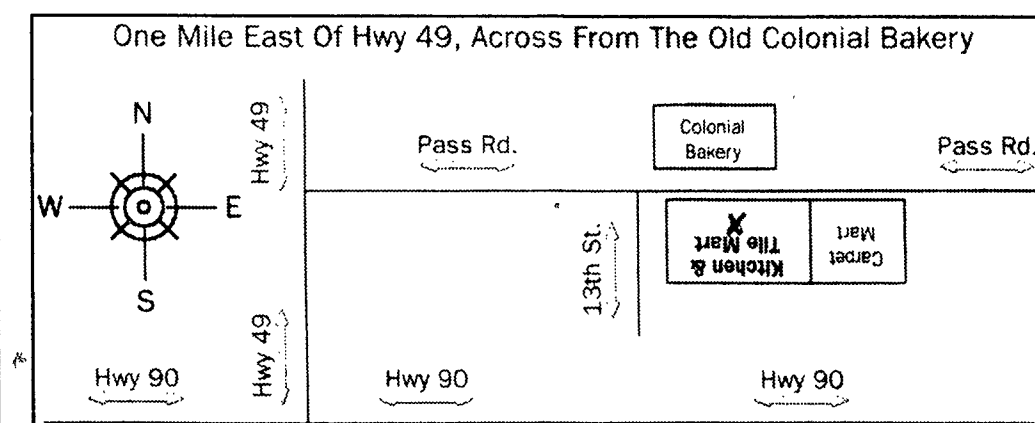 One Mile East Of Hwy 49, Across From The Old Colonial Bakery
N
W
E
S
Hwy 49
Pass Rd.
Colonial
Bakery
Pass Rd.
13th St.
Kitchen &
Tile Mart
X
Carpet
Mart
Hwy 49
Hwy 90
Hwy 90
Hwy 90